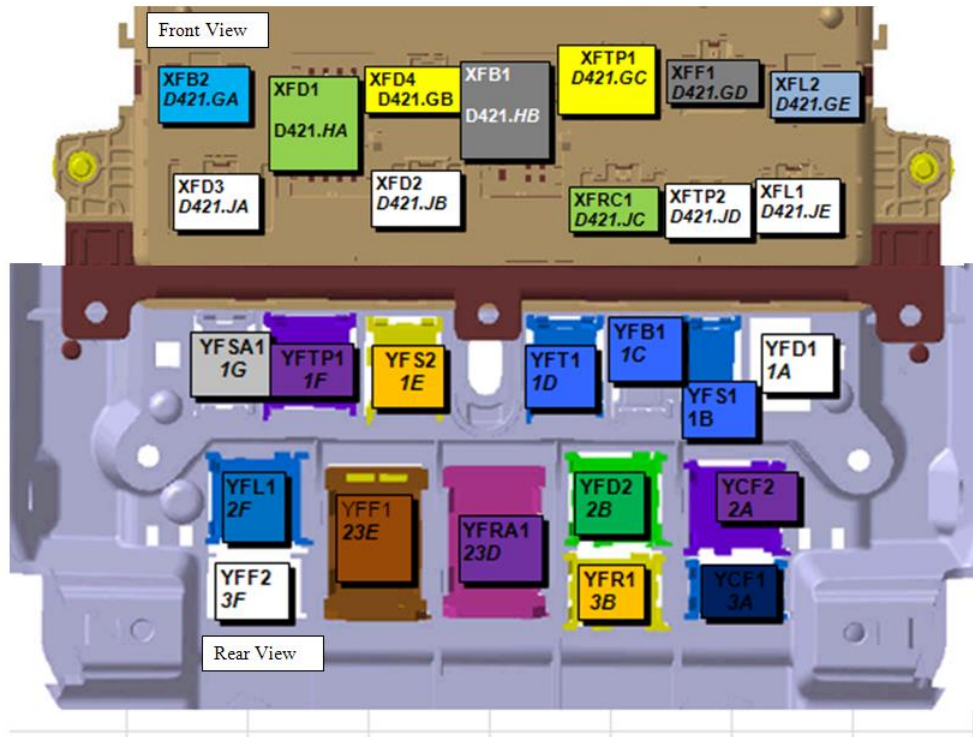 Front View
XFB2
D421.GA
XFD1
D421.HA
XFD4
D421.GB
XFB1
D421.HB
XFTP1
D421.GC
XFF1
D421.GD
XFL2
D421.GE
XFD3
D421.JA
XFD2
D421.JB
XFRC1
D421.JC
XFTP2
D421.JD
XFL1
D421.JE
YFSA1
1G
YFTP1
1F
YFS2
1E
YFT1
1D
YFB1
1C
YFS1
1B
YFD1
1A
YFL1
2F
YFF1
23E
YFRA1
23D
YFD2
2B
YCF2
2A
YFF2
3F
YFR1
3B
YCF1
3A
Rear View